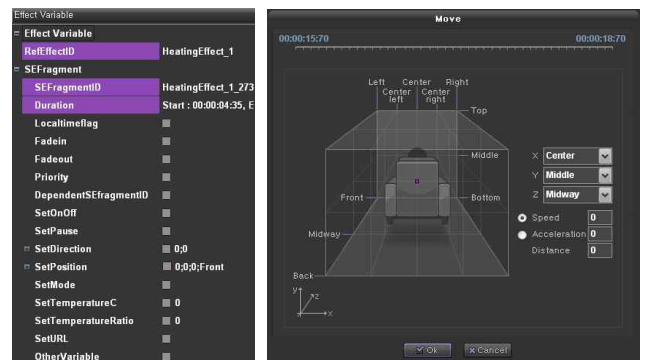 Effect Variable
Effect Variable
RefEffectID HeatingEffect_1
SEFragment
SEFragmentID HeatingEffect_1_273
Duration Start : 00:00:04:35, E
Localtimeflag
Fadein
Fadeout
Priority
DependentSEfragmentID
SetOnOff
SetPause
SetDirection 0;0
SetPosition 0;0;0;Front
SetMode
SetTemperatureC 0
SetTemperatureRatio 0
SetURL
OtherVariable
Move
00:00:15:70 00:00:18:70
Left Center Right
Center left Center right
Top
Middle
Front Bottom
Midway
Back
y z x
X Center
Y Middle
Z Midway
Speed 0
Acceleration 0
Distance 0
Ok Cancel